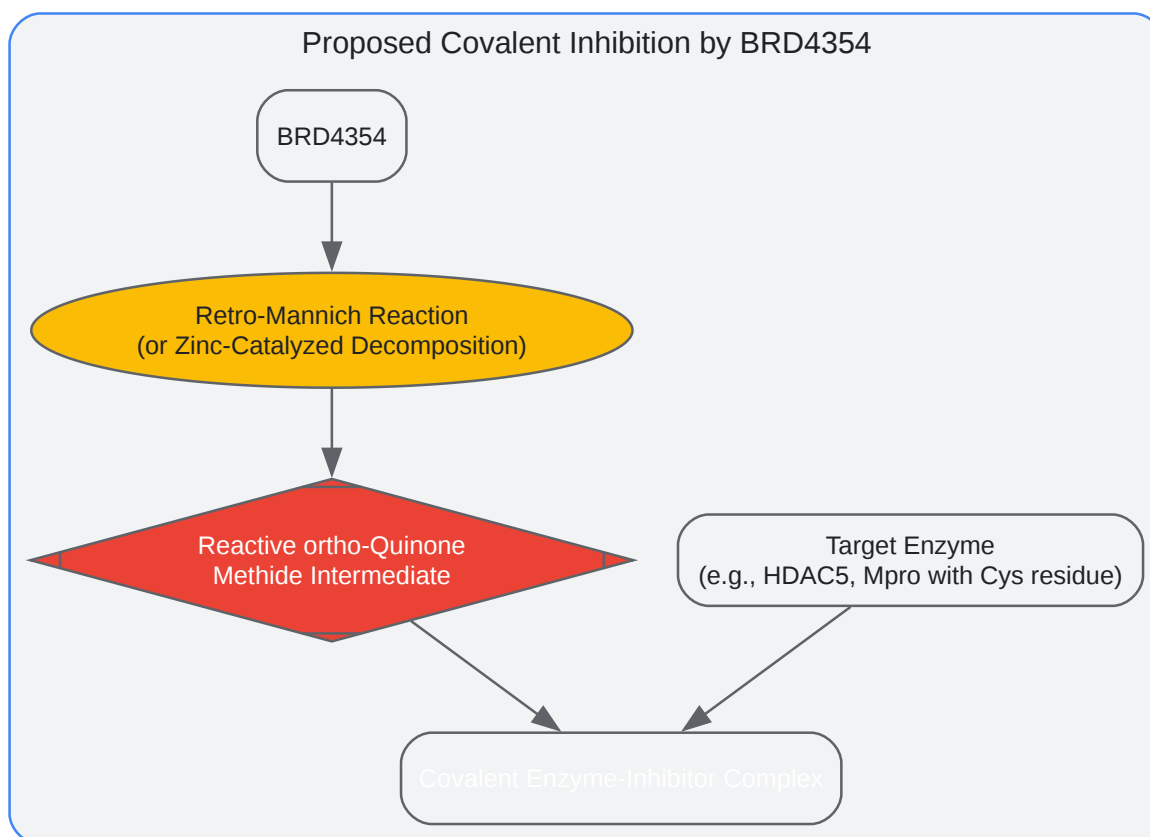 Proposed Covalent Inhibition by BRD4354
BRD4354
Retro-Mannich Reaction
(or Zinc-Catalyzed Decomposition)
Reactive ortho-Quinone
Methide Intermediate
Target Enzyme
(e.g., HDAC5, Mpro with Cys residue)
Covalent Enzyme-Inhibitor Complex